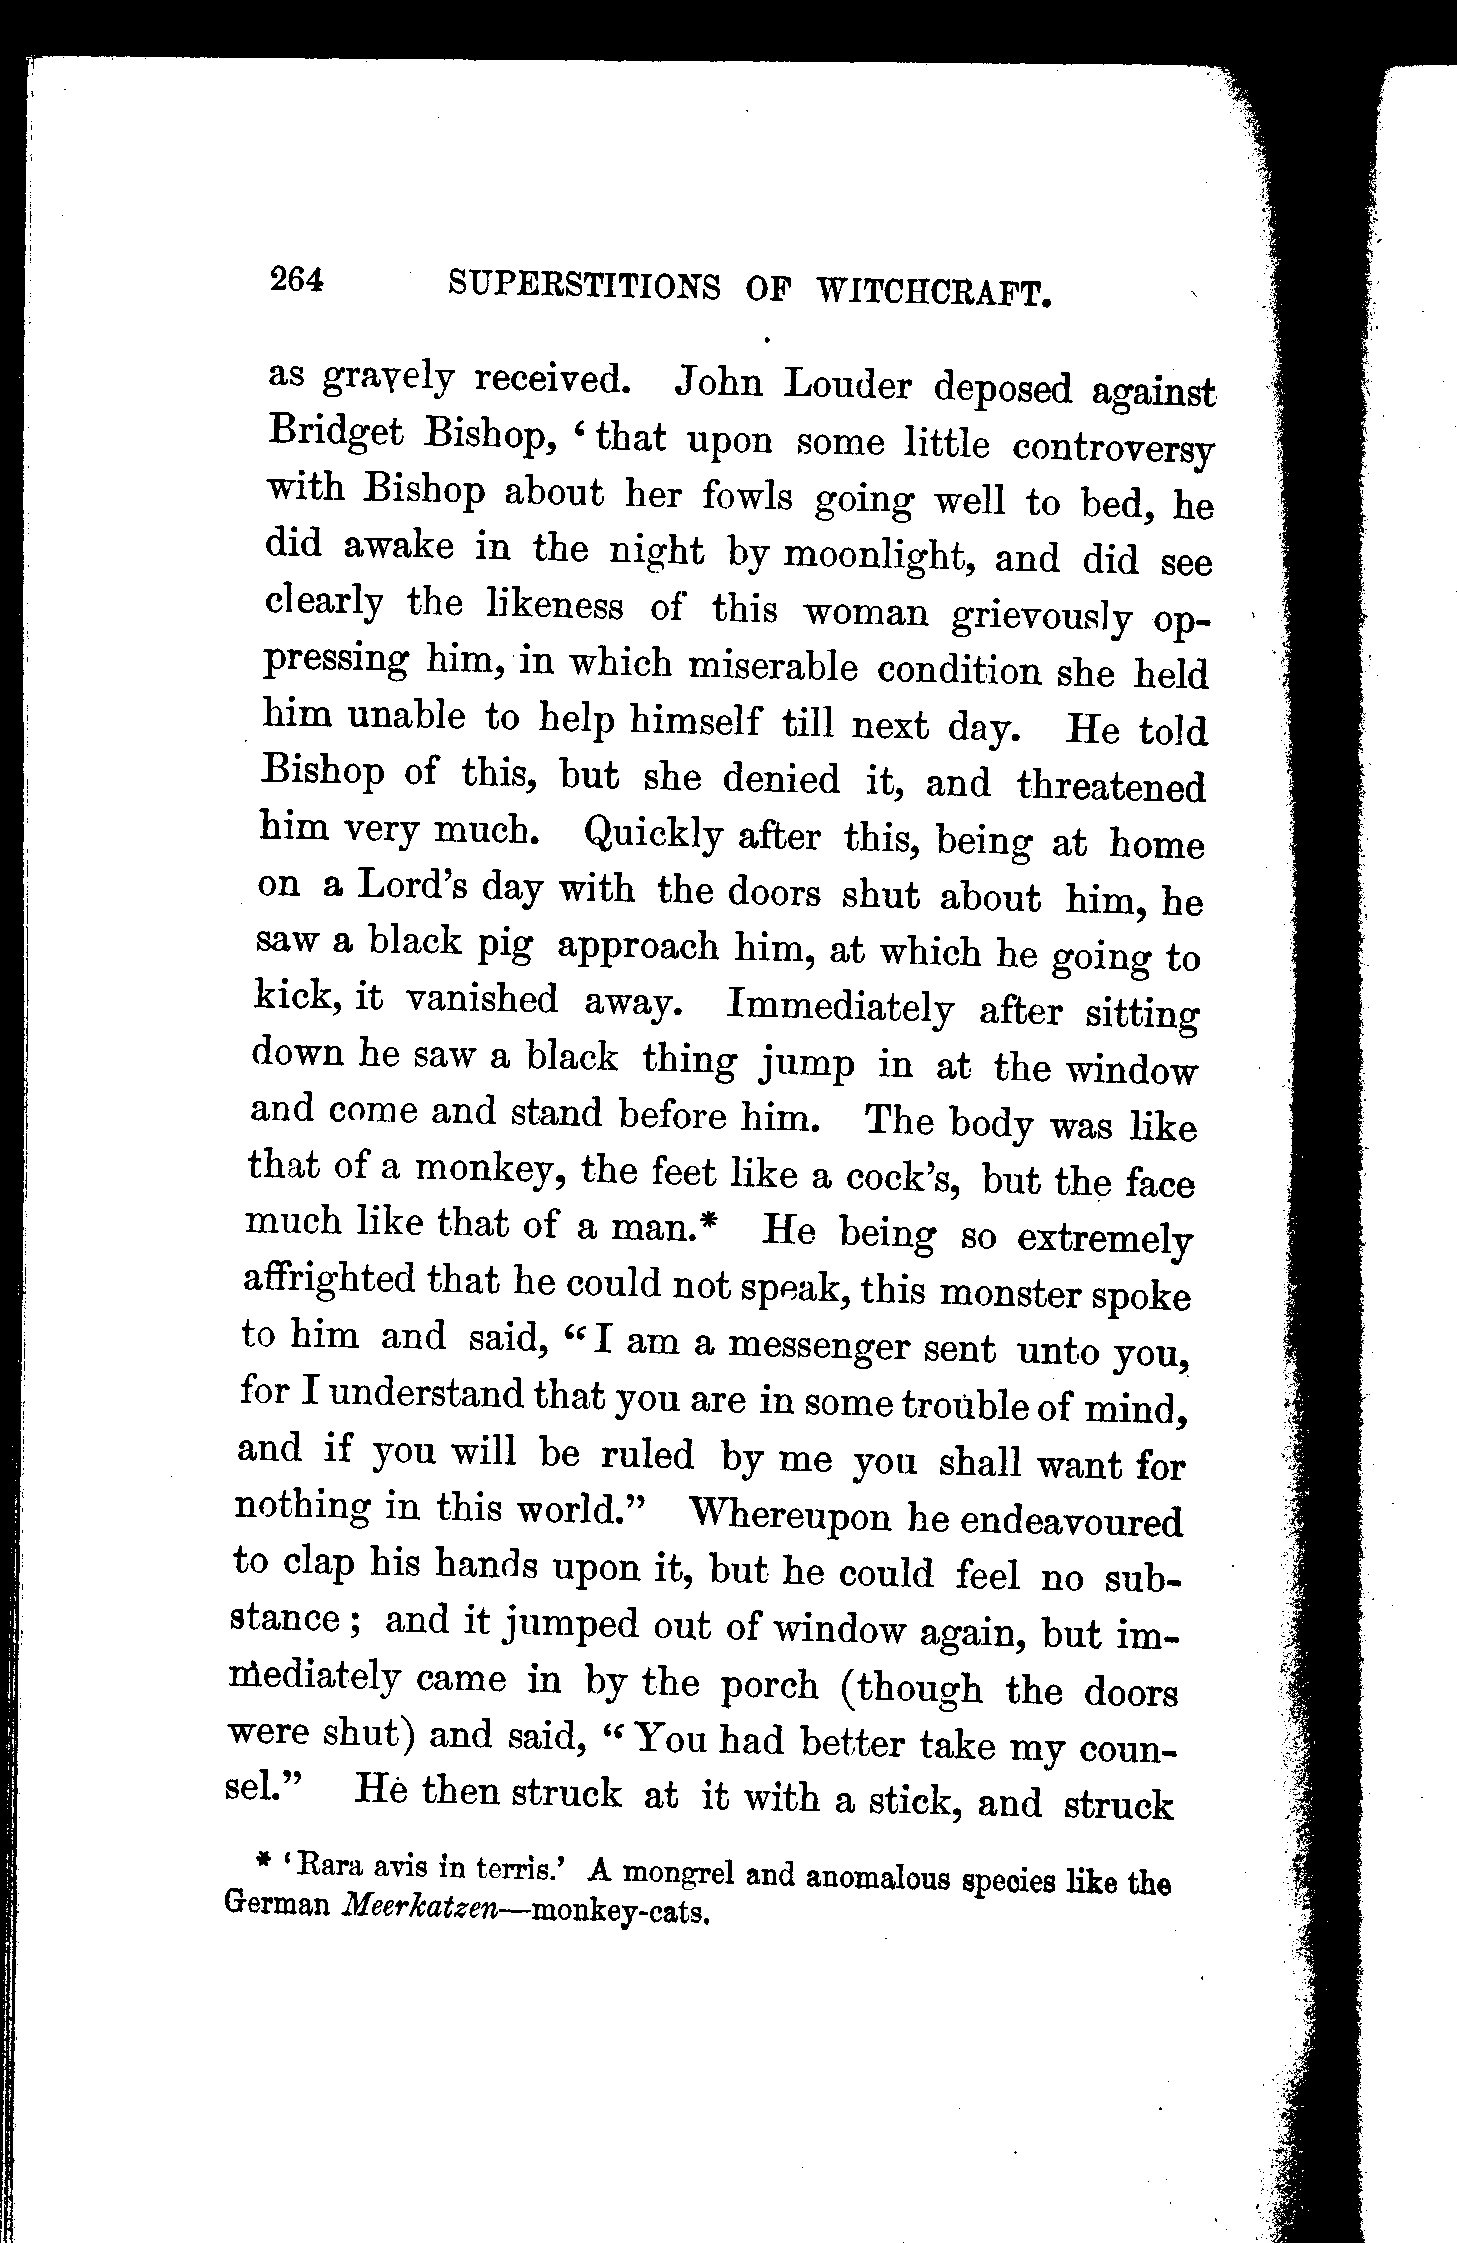 264 SUPERSTITIONS OF WITCHCRAFT.
as gravely received. John Louder deposed against
Bridget Bishop, ‘that upon some little controversy
with Bishop about her fowls going well to bed, he
did awake in the night by moonlight, and did see
clearly the likeness of this woman grievously op-
pressing him, in which miserable condition she held
him unable to help himself till next day. He told
Bishop of this, but she denied it, and threatened
him very much. Quickly after this, being at home
on a Lord’s day with the doors shut about him, he
saw a black pig approach him, at which he going to
kick, it vanished away. Immediately after sitting
down he saw a black thing jump in at the window
and come and stand before him. The body was like
that of a monkey, the feet like a cock’s, but the face
much like that of a man.* He being so extremely
affrighted that he could not speak, this monster spoke
to him and said, “I am a messenger sent unto you,
for I understand that you are in some trouble of mind,
and if you will be ruled by me you shall want for
nothing in this world.” Whereupon he endeavoured
to clap his hands upon it, but he could feel no sub-
stance; and it jumped out of window again, but im-
mediately came in by the porch (though the doors
were shut) and said, “You had better take my coun-
sel.” He then struck at it with a stick, and struck
* ‘Rara avis in terris.’ A mongrel and anomalous species like the
German Meerkatzen—monkey-cats.